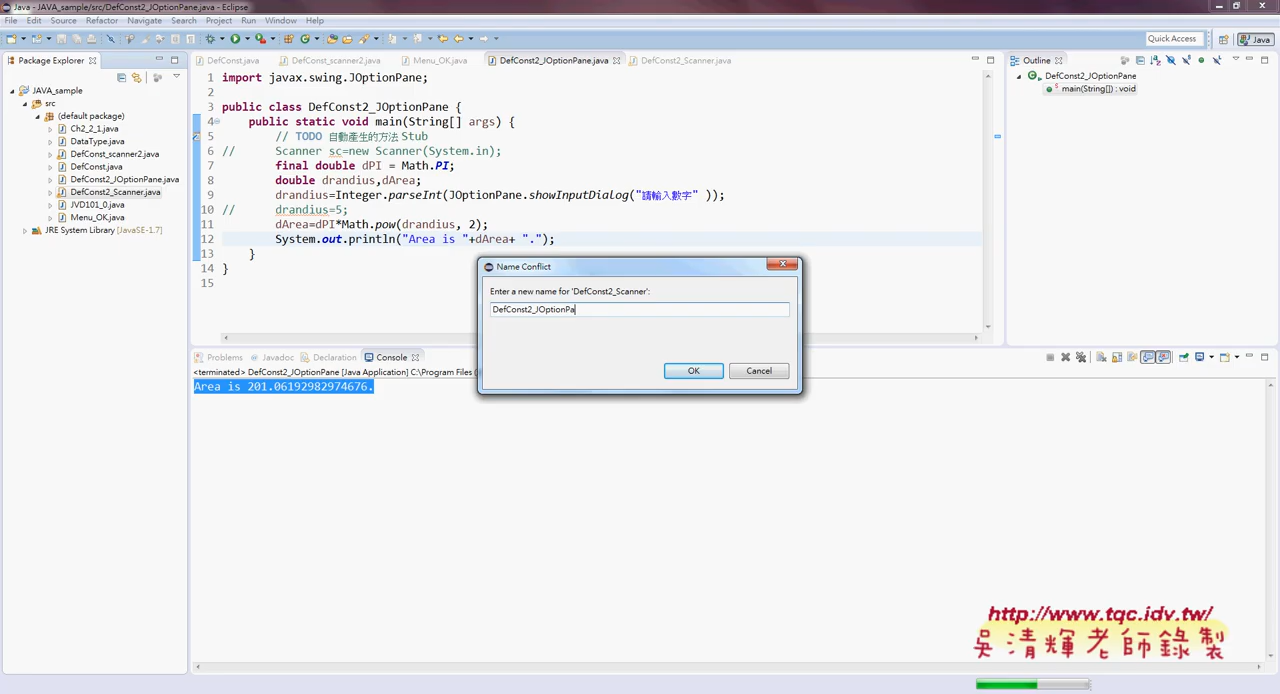 Java - JAVA_sample/src/DefConst2_JOptionPane.java - Eclipse
File Edit Source Refactor Navigate Search Project Run Window Help
Quick Access Java
Package Explorer
JAVA_sample
src
(default package)
Ch2_2_1.java
DataType.java
DefConst_scanner2.java
DefConst.java
DefConst2_JOptionPane.java
DefConst2_Scanner.java
JVD101_0.java
Menu_OK.java
JRE System Library [JavaSE-1.7]
DefConst.java DefConst_scanner2.java Menu_OK.java DefConst2_JOptionPane.java DefConst2_Scanner.java
1 import javax.swing.JOptionPane;
2
3 public class DefConst2_JOptionPane {
4 public static void main(String[] args) {
5 // TODO 自動產生的方法 Stub
6 // Scanner sc=new Scanner(System.in);
7 final double dPI = Math.PI;
8 double drandius,dArea;
9 drandius=Integer.parseInt(JOptionPane.showInputDialog("請輸入數字" ));
10 // drandius=5;
11 dArea=dPI*Math.pow(drandius, 2);
12 System.out.println("Area is "+dArea+ ".");
13 }
14 }
15
Outline
DefConst2_JOptionPane
main(String[]) : void
Name Conflict
Enter a new name for 'DefConst2_Scanner':
DefConst2_JOptionPa
OK Cancel
Problems Javadoc Declaration Console
<terminated> DefConst2_JOptionPane [Java Application] C:\Program Files (
Area is 201.06192982974676.
http://www.tqc.idv.tw/
吳清輝老師錄製